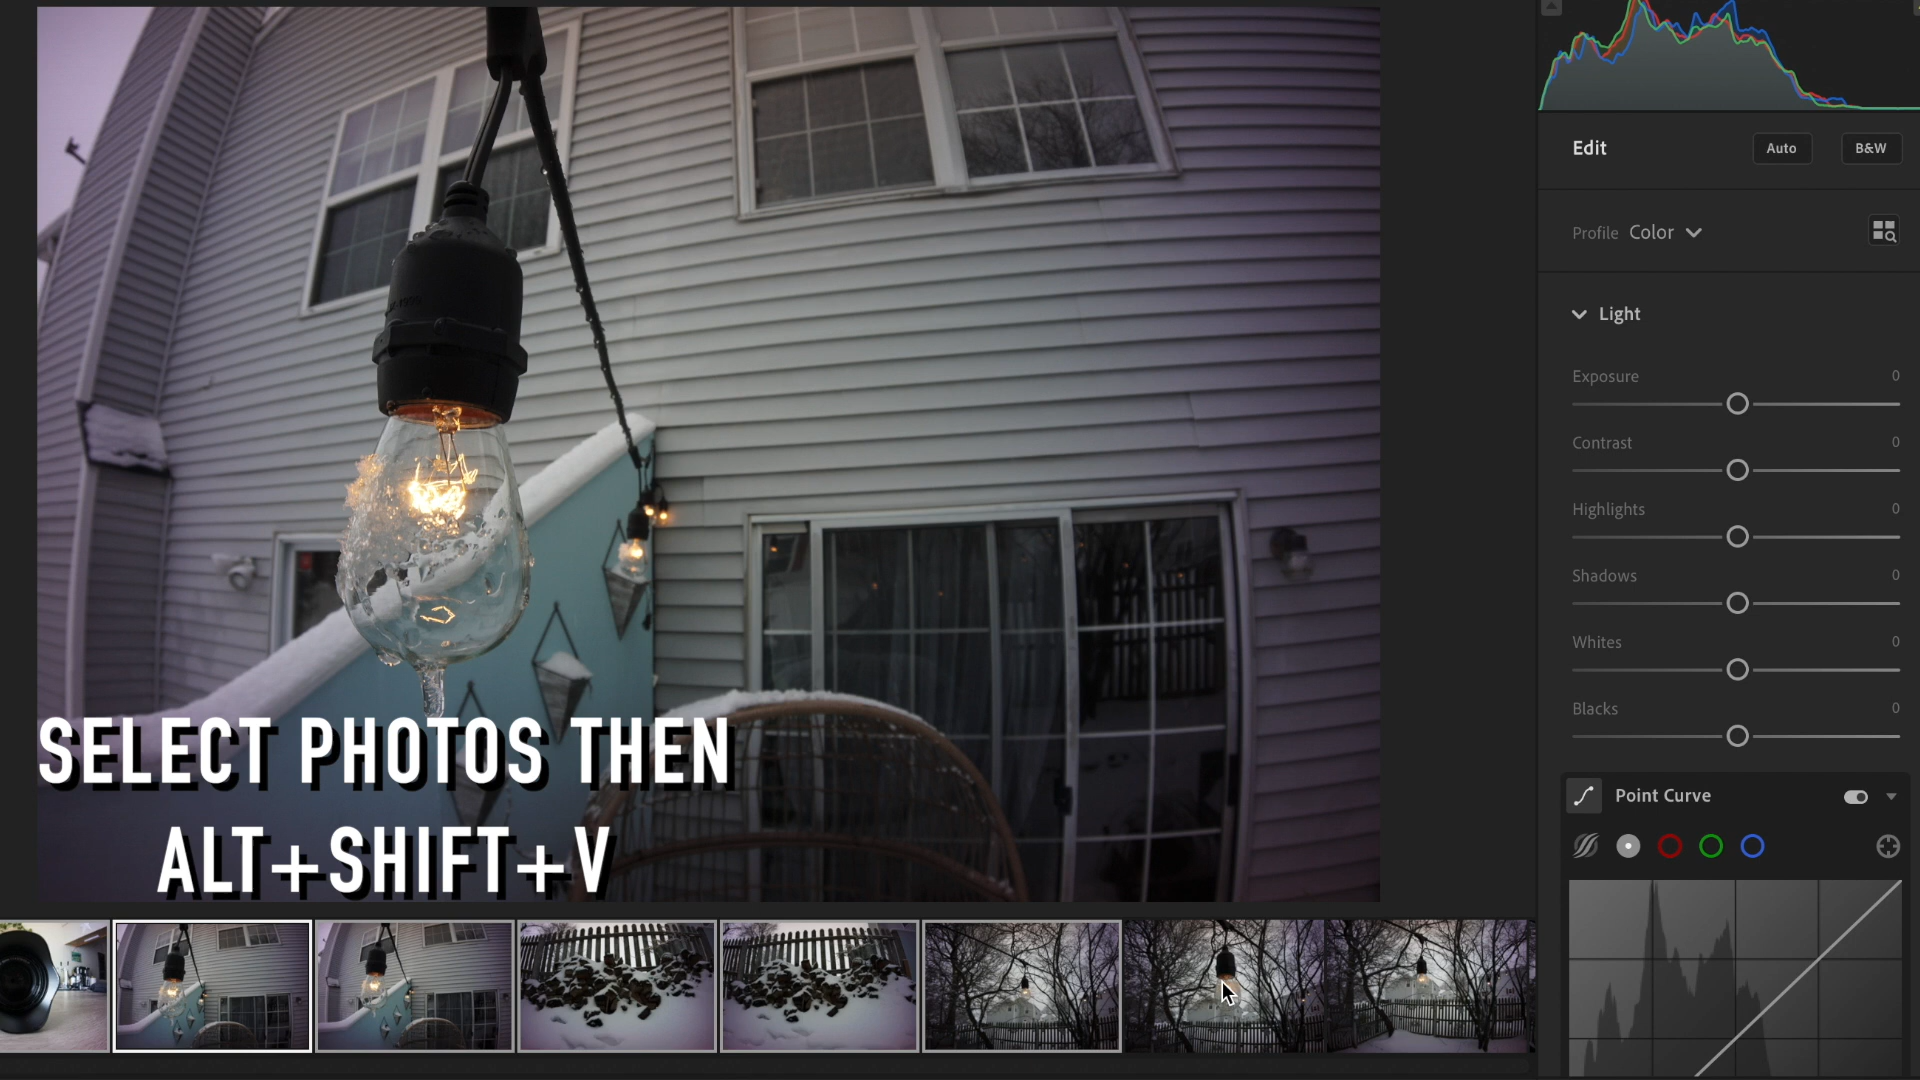 Edit
Auto
B&W
Profile Color
Light
Exposure 0
Contrast 0
Highlights 0
Shadows 0
Whites 0
Blacks 0
SELECT PHOTOS THEN
ALT+SHIFT+V
Point Curve